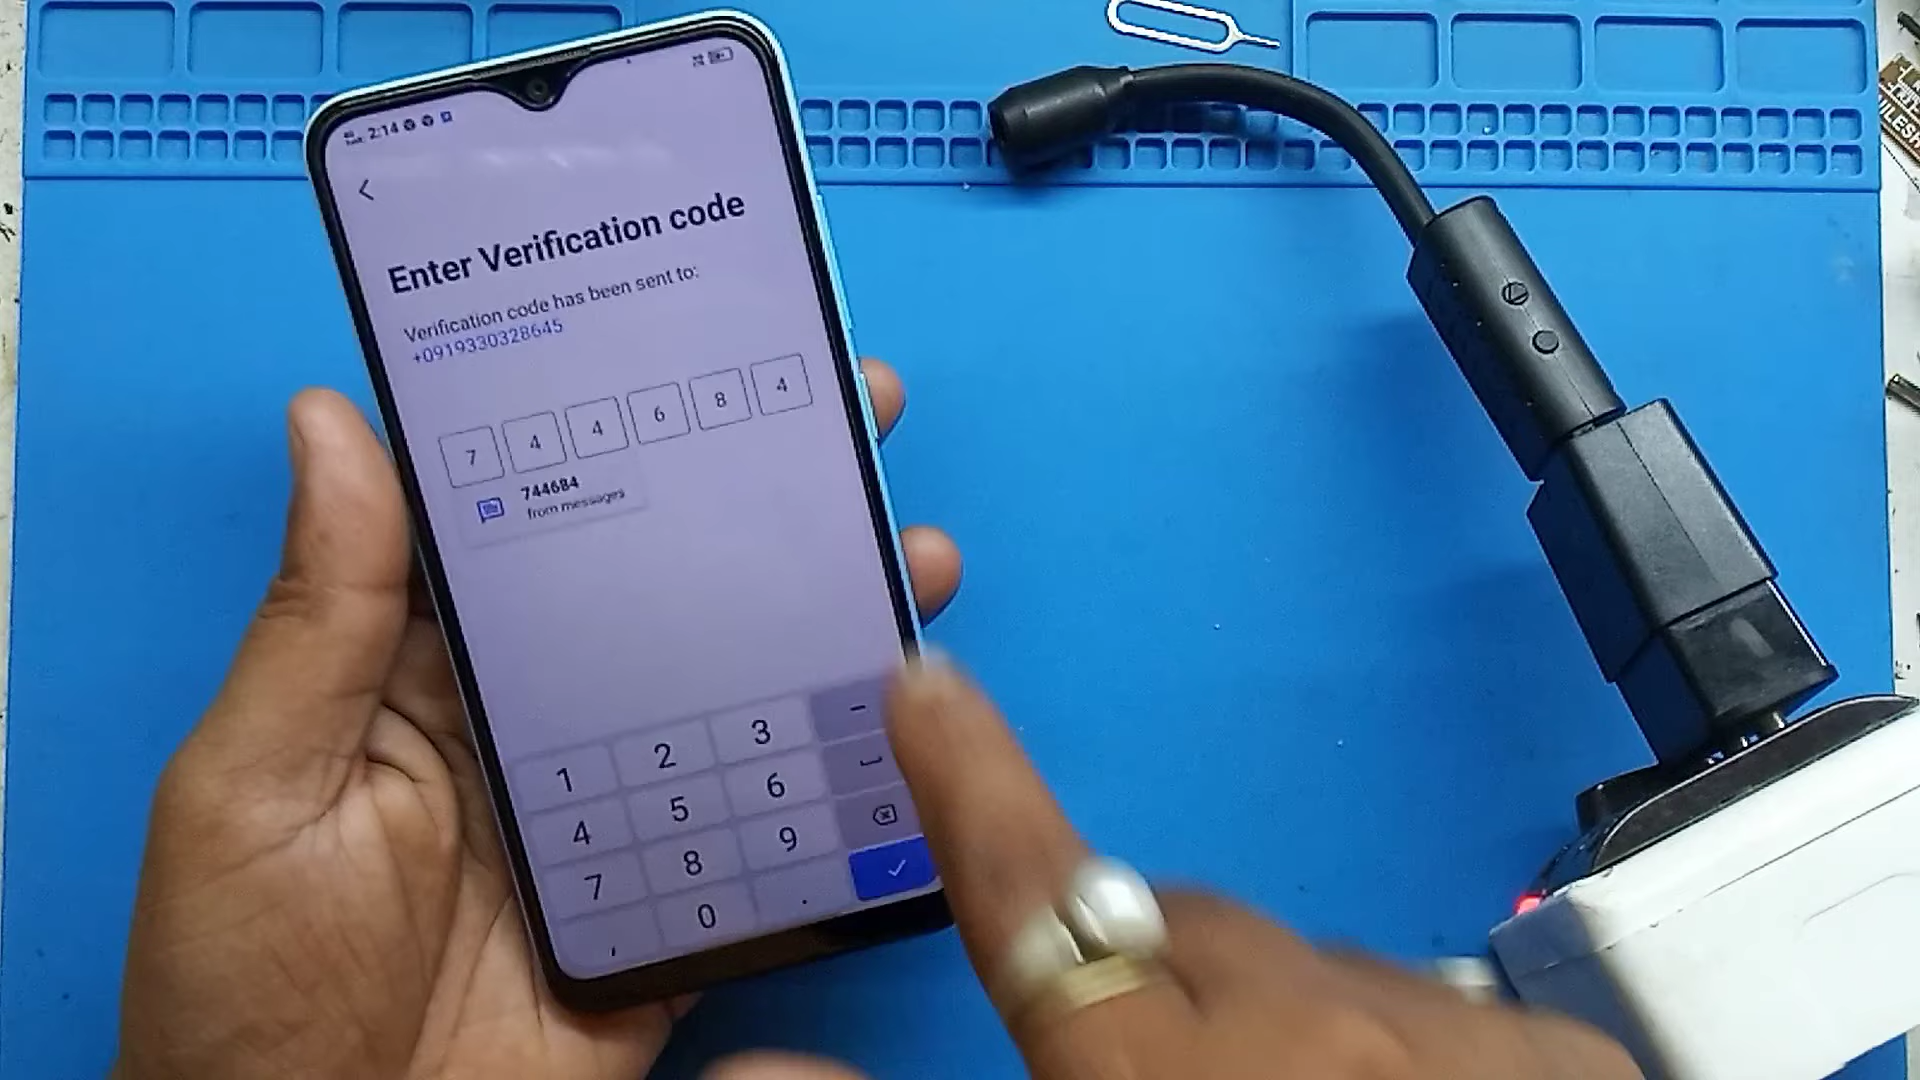 2:14
Enter Verification code
Verification code has been sent to:
+0919330328645
7 4 4 6 8 4
744684
from messages
1 2 3 -
4 5 6
7 8 9
, 0 .